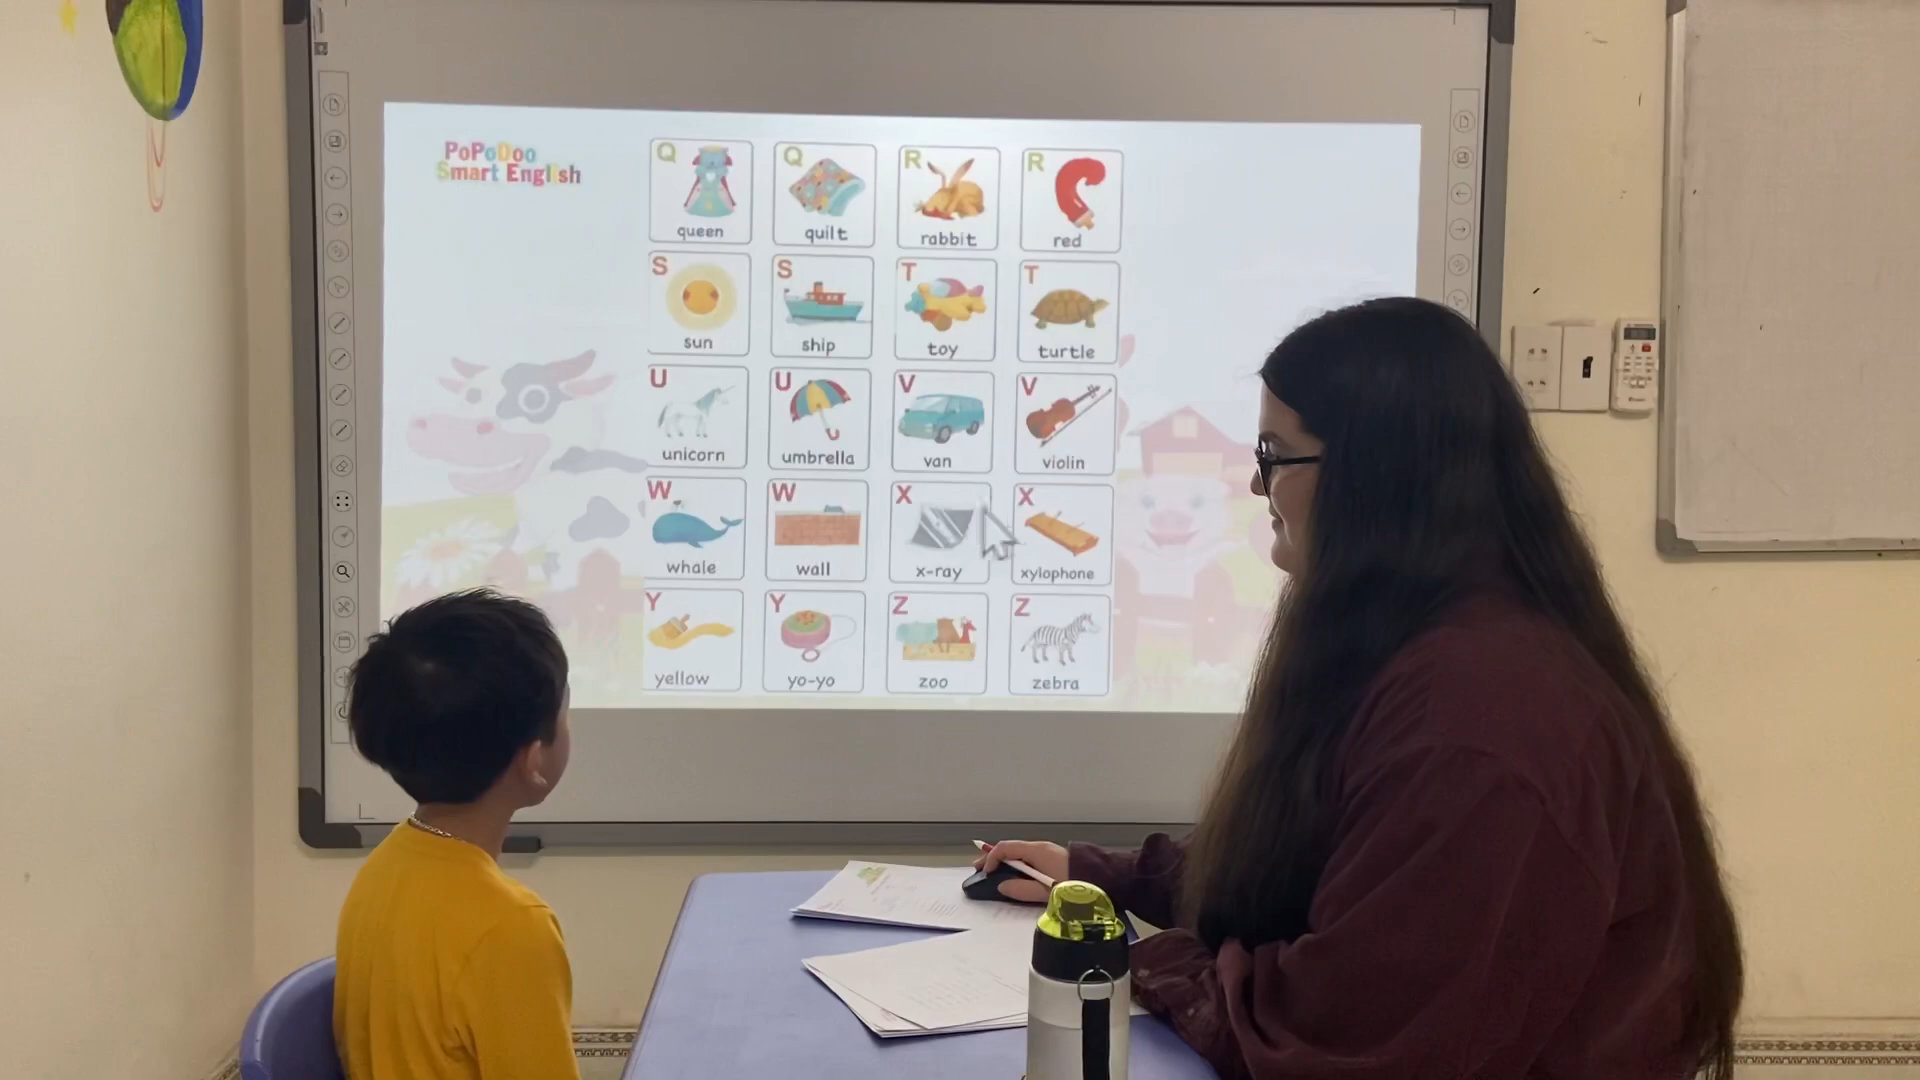 PoPoDoo
Smart English
Q Q R R
queen quilt rabbit red
S S T T
sun ship toy turtle
U U V V
unicorn umbrella van violin
W W X X
whale wall x-ray xylophone
Y Y Z Z
yellow yo-yo zoo zebra